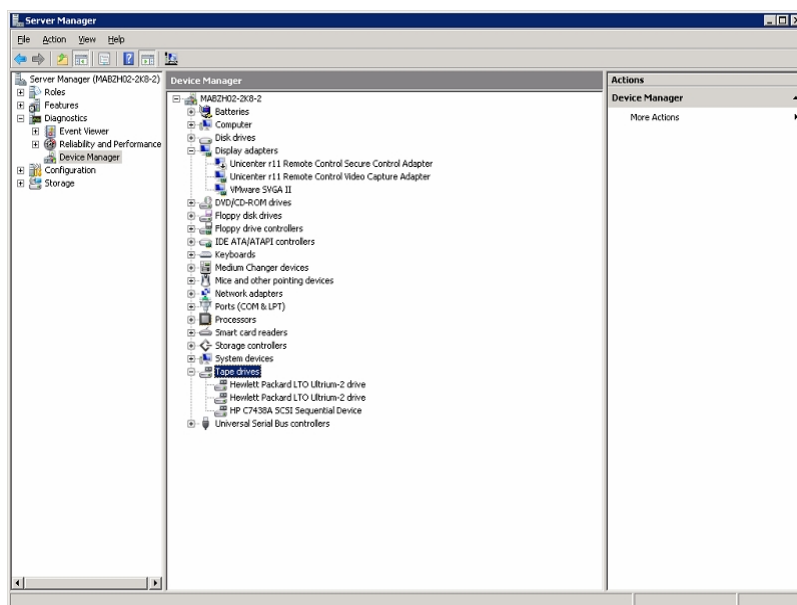 Server Manager
File Action View Help
Server Manager (MABZH02-2K8-2)
Roles
Features
Diagnostics
Event Viewer
Reliability and Performance
Device Manager
Configuration
Storage
Device Manager
MABZH02-2K8-2
Batteries
Computer
Disk drives
Display adapters
Unicenter r11 Remote Control Secure Control Adapter
Unicenter r11 Remote Control Video Capture Adapter
VMware SVGA II
DVD/CD-ROM drives
Floppy disk drives
Floppy drive controllers
IDE ATA/ATAPI controllers
Keyboards
Medium Changer devices
Mice and other pointing devices
Network adapters
Ports (COM & LPT)
Processors
Smart card readers
Storage controllers
System devices
Tape drives
Hewlett Packard LTO Ultrium-2 drive
Hewlett Packard LTO Ultrium-2 drive
HP C7438A SCSI Sequential Device
Universal Serial Bus controllers
Actions
Device Manager
More Actions